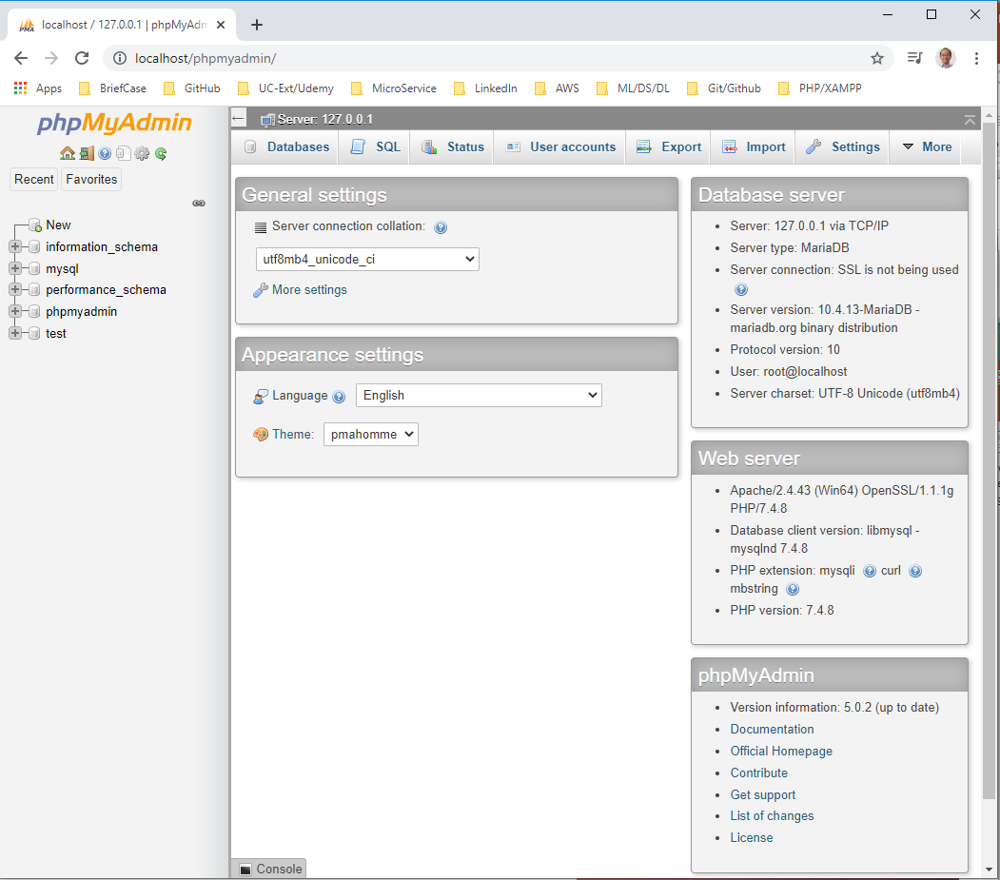 localhost / 127.0.0.1 | phpMyAdm
localhost/phpmyadmin/
Apps BriefCase GitHub UC-Ext/Udemy MicroService LinkedIn AWS ML/DS/DL Git/Github PHP/XAMPP
phpMyAdmin
Recent Favorites
New
information_schema
mysql
performance_schema
phpmyadmin
test
Server: 127.0.0.1
Databases SQL Status User accounts Export Import Settings More
General settings
Server connection collation:
utf8mb4_unicode_ci
More settings
Appearance settings
Language English
Theme: pmahomme
Database server
Server: 127.0.0.1 via TCP/IP
Server type: MariaDB
Server connection: SSL is not being used
Server version: 10.4.13-MariaDB -
mariadb.org binary distribution
Protocol version: 10
User: root@localhost
Server charset: UTF-8 Unicode (utf8mb4)
Web server
Apache/2.4.43 (Win64) OpenSSL/1.1.1g
PHP/7.4.8
Database client version: libmysql -
mysqlnd 7.4.8
PHP extension: mysqli curl
mbstring
PHP version: 7.4.8
phpMyAdmin
Version information: 5.0.2 (up to date)
Documentation
Official Homepage
Contribute
Get support
List of changes
License
Console